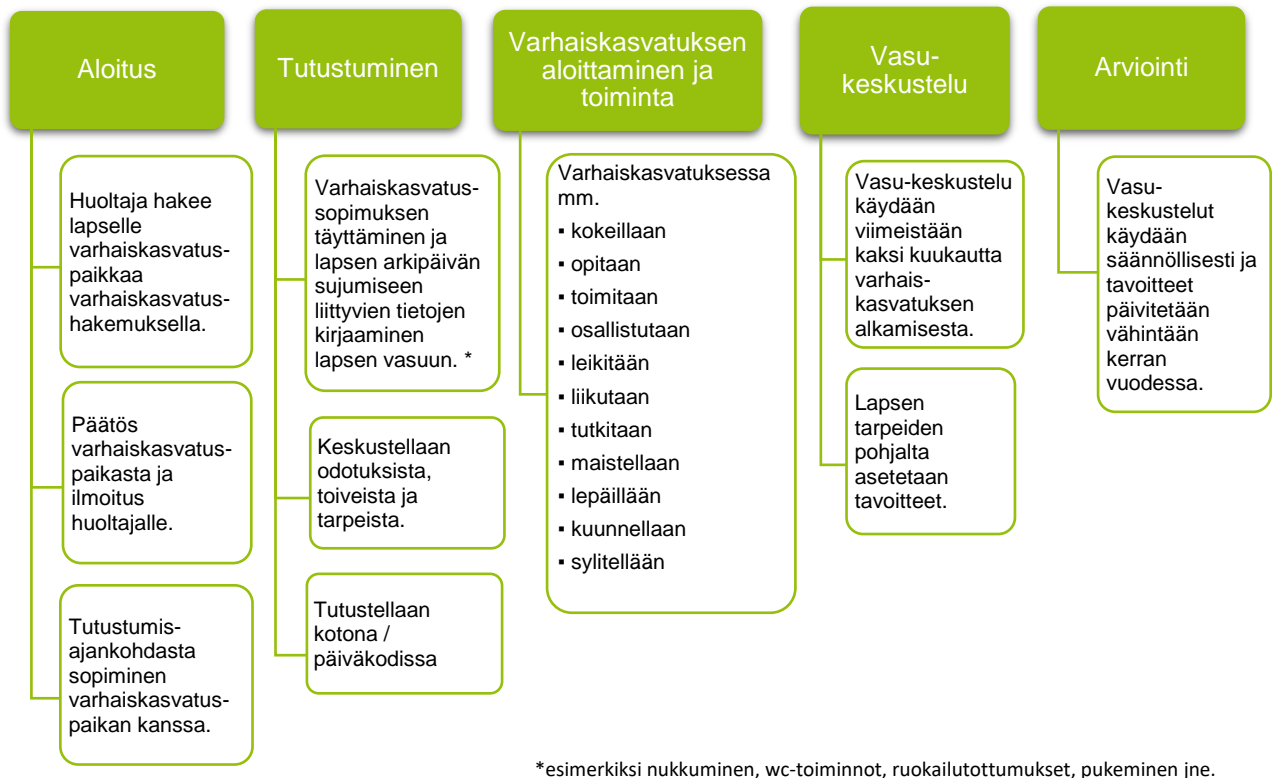 Aloitus
Huoltaja hakee
lapselle
varhaiskasvatus-
paikkaa
varhaiskasvatus-
hakemuksella.
Päätös
varhaiskasvatus-
paikasta ja
ilmoitus
huoltajalle.
Tutustumis-
ajankohdasta
sopiminen
varhaiskasvatus-
paikan kanssa.
Tutustuminen
Varhaiskasvatus-
sopimuksen
täyttäminen ja
lapsen arkipäivän
sujumiseen
liittyvien tietojen
kirjaaminen
lapsen vasuun. *
Keskustellaan
odotuksista,
toiveista ja
tarpeista.
Tutustellaan
kotona /
päiväkodissa
Varhaiskasvatuksen
aloittaminen ja
toiminta
Varhaiskasvatuksessa
mm.
▪ kokeillaan
▪ opitaan
▪ toimitaan
▪ osallistutaan
▪ leikitään
▪ liikutaan
▪ tutkitaan
▪ maistellaan
▪ lepäillään
▪ kuunnellaan
▪ sylitellään
Vasu-
keskustelu
Vasu-keskustelu
käydään
viimeistään
kaksi kuukautta
varhais-
kasvatuksen
alkamisesta.
Lapsen
tarpeiden
pohjalta
asetetaan
tavoitteet.
Arviointi
Vasu-
keskustelut
käydään
säännöllisesti ja
tavoitteet
päivitetään
vähintään
kerran
vuodessa.
*esimerkiksi nukkuminen, wc-toiminnot, ruokailutottumukset, pukeminen jne.